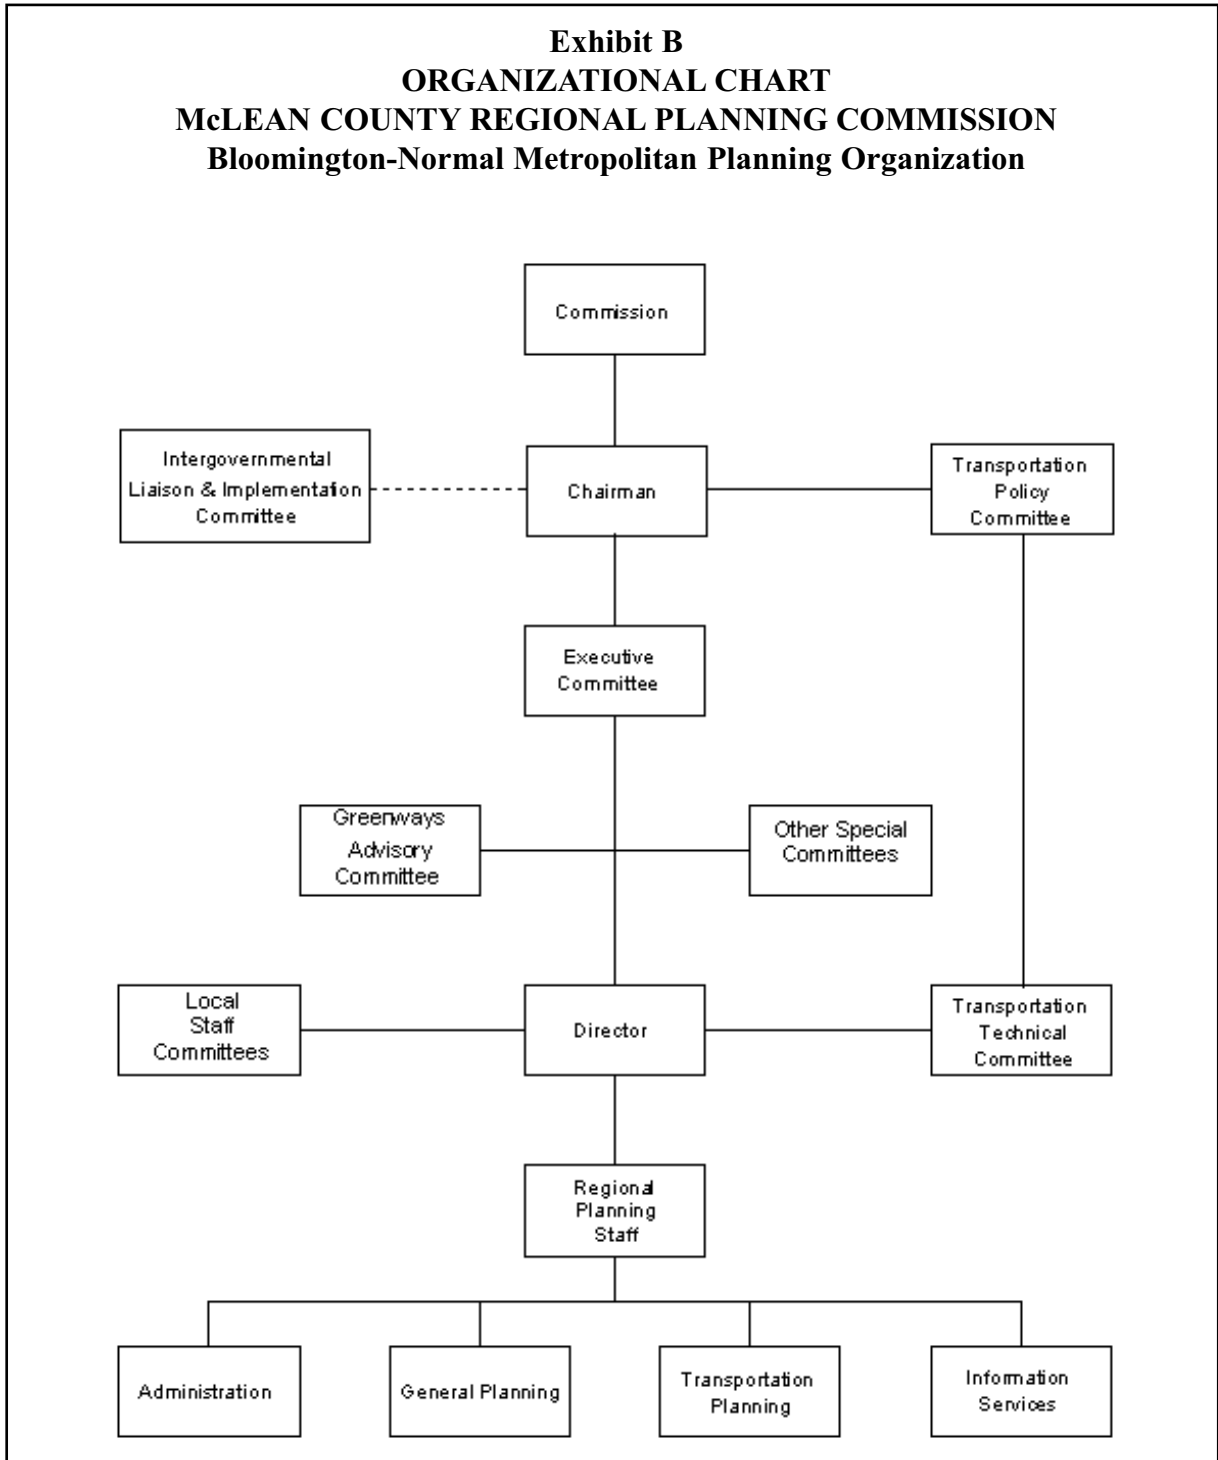 Exhibit B
ORGANIZATIONAL CHART
McLEAN COUNTY REGIONAL PLANNING COMMISSION
Bloomington-Normal Metropolitan Planning Organization
Commission
Intergovernmental
Liaison & Implementation
Committee
Chairman
Transportation
Policy
Committee
Executive
Committee
Greenways
Advisory
Committee
Other Special
Committees
Local
Staff
Committees
Director
Transportation
Technical
Committee
Regional
Planning
Staff
Administration
General Planning
Transportation
Planning
Information
Services